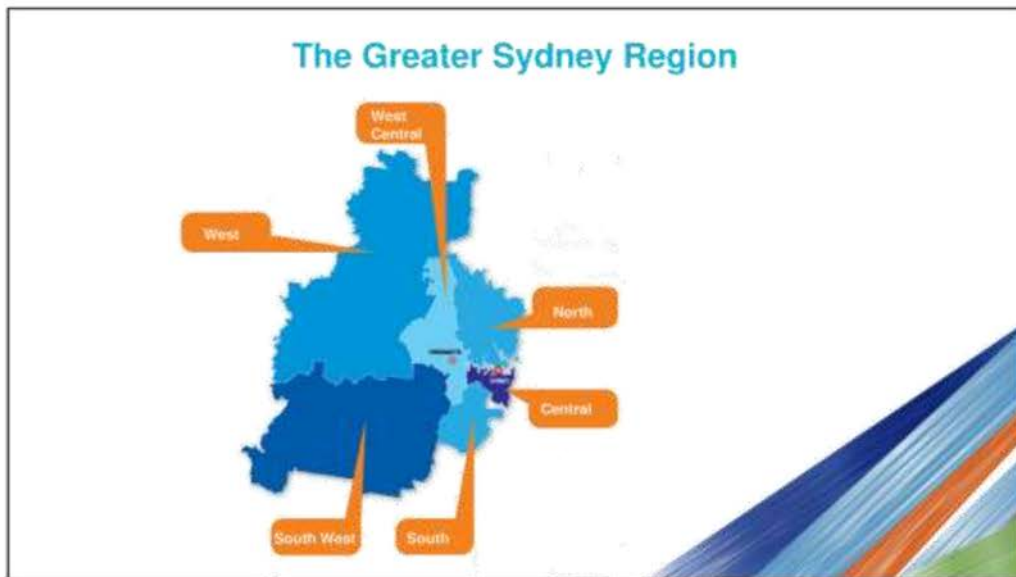 The Greater Sydney Region
West
Central
West
North
Central
South West
South